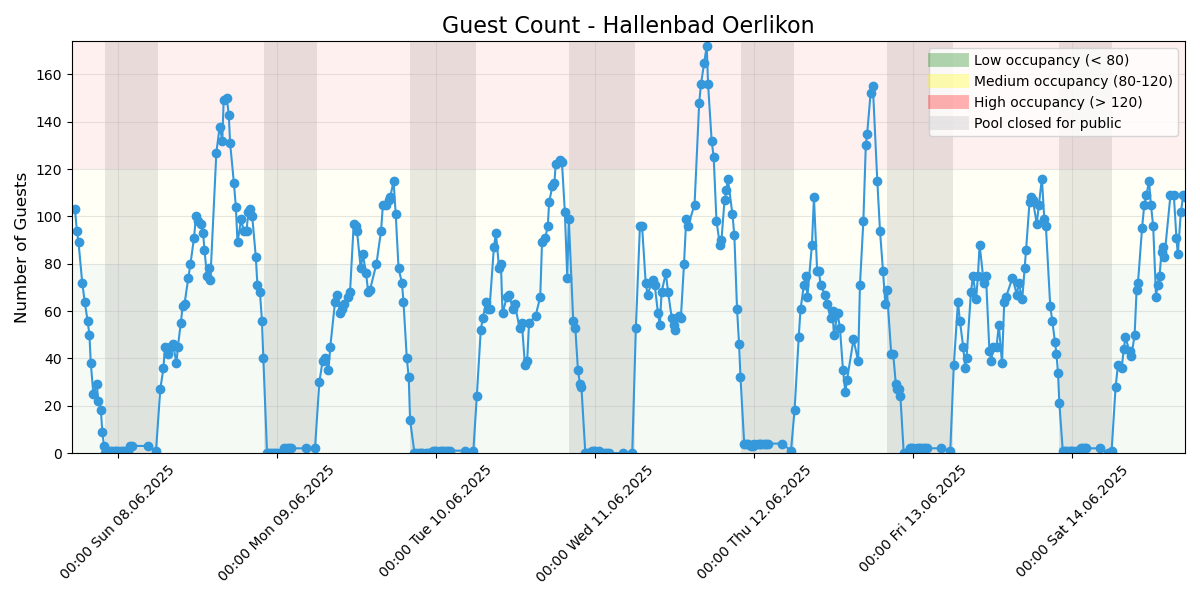 Guest Count - Hallenbad Oerlikon
Number of Guests
160
140
120
100
80
60
40
20
0
Low occupancy (< 80)
Medium occupancy (80-120)
High occupancy (> 120)
Pool closed for public
00:00 Sun 08.06.2025
00:00 Mon 09.06.2025
00:00 Tue 10.06.2025
00:00 Wed 11.06.2025
00:00 Thu 12.06.2025
00:00 Fri 13.06.2025
00:00 Sat 14.06.2025